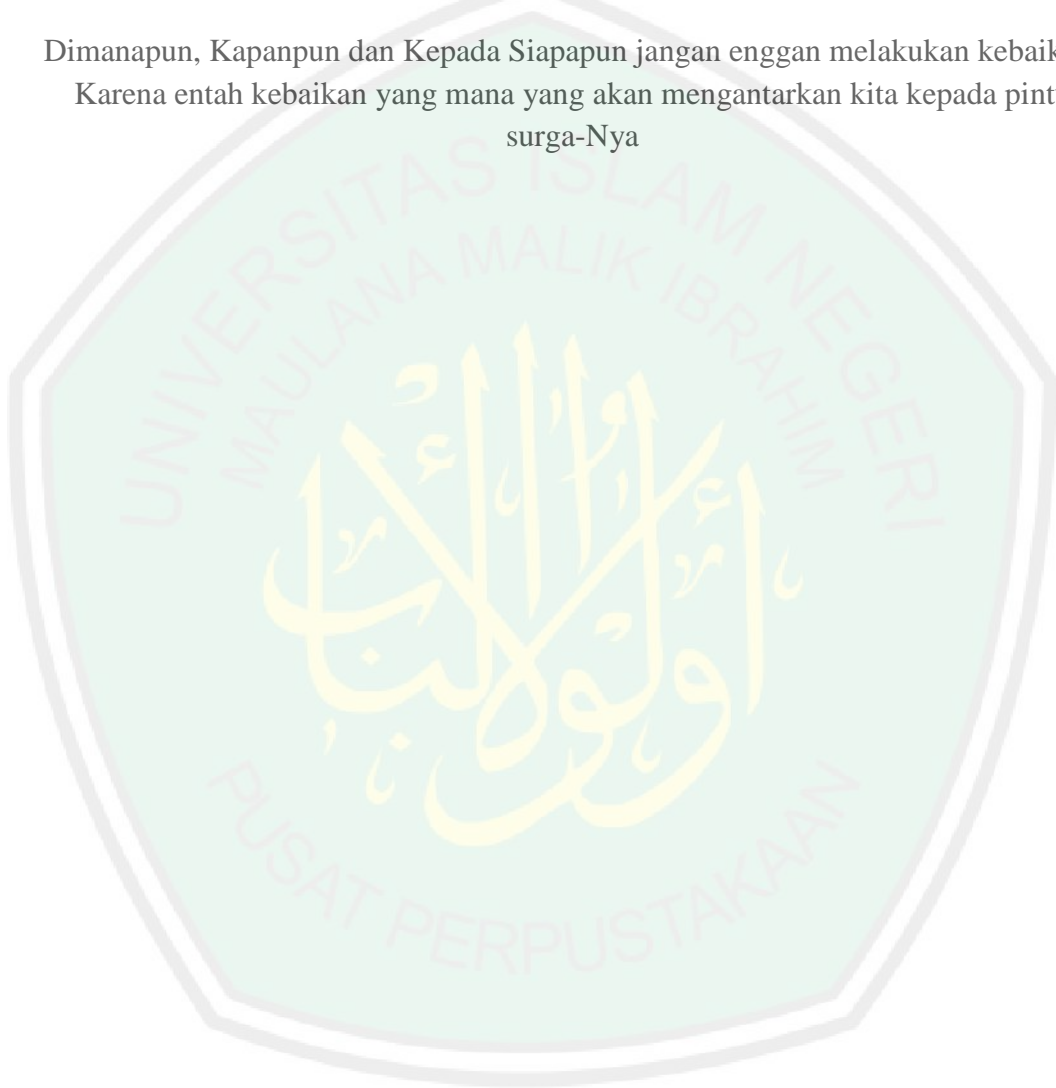 Dimanapun, Kapanpun dan Kepada Siapapun jangan enggan melakukan kebaik
Karena entah kebaikan yang mana yang akan mengantarkan kita kepada pint
surga-Nya
UNIVERSITAS ISLAM NEGERI
MAULANA MALIK IBRAHIM
أولوا الألباب
PUSAT PERPUSTAKAAN